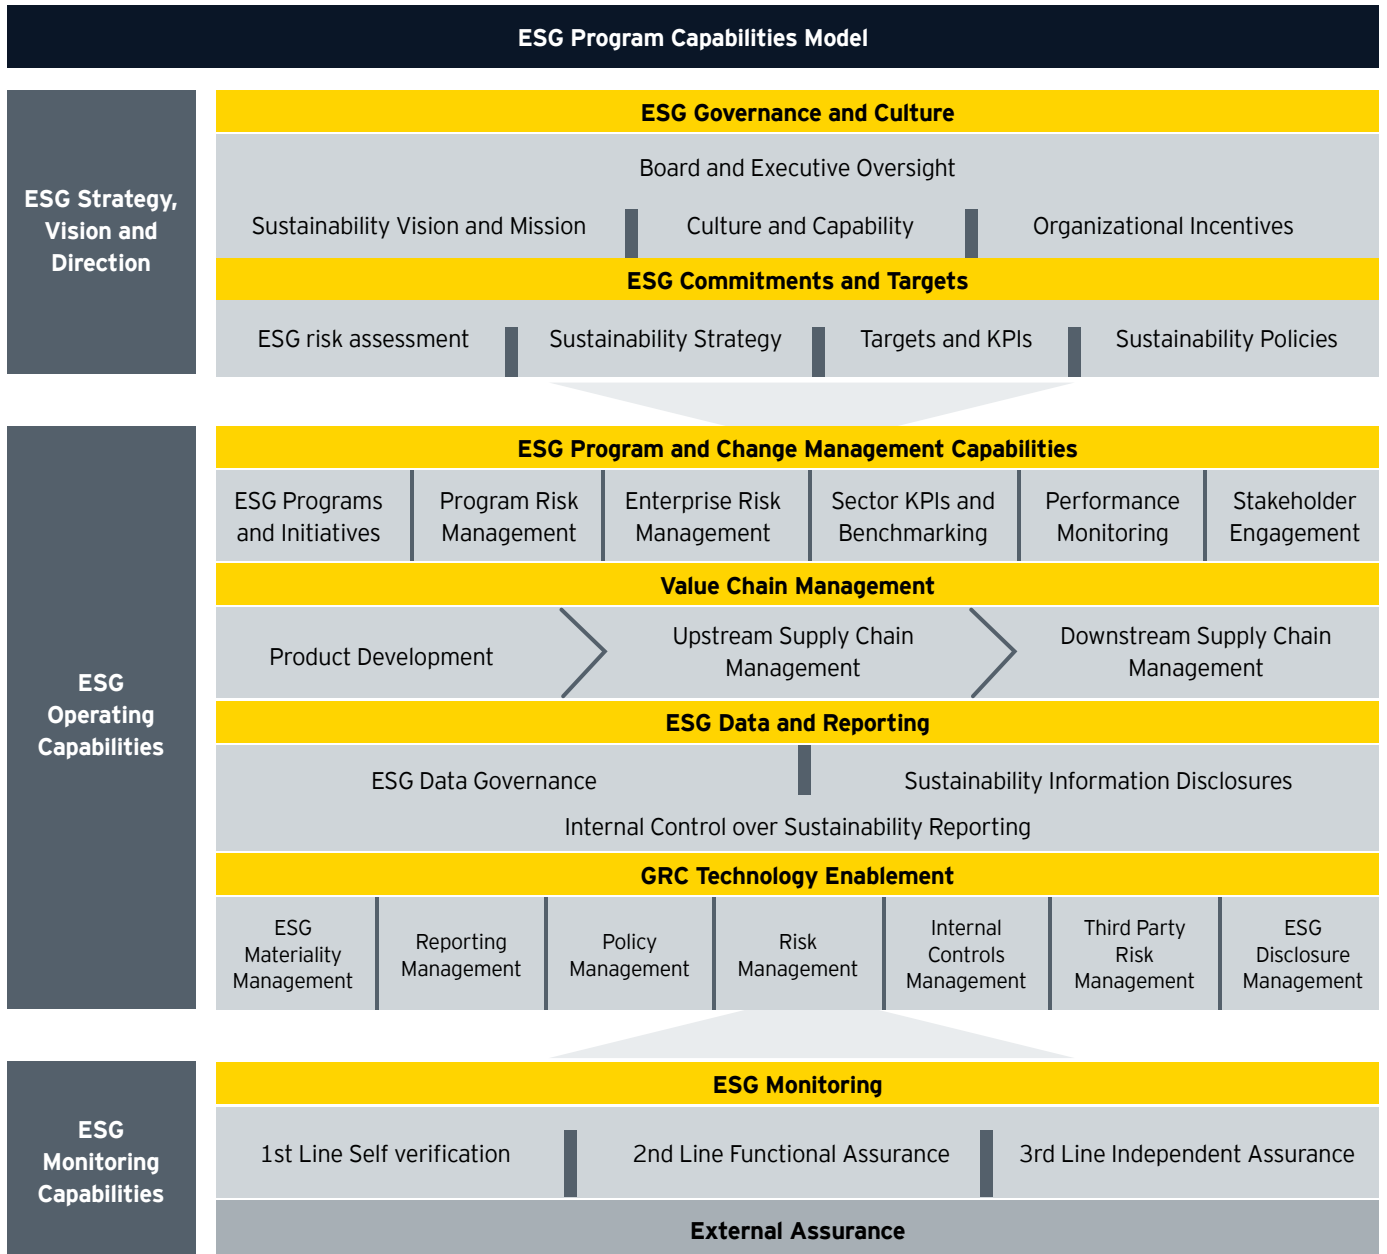 ESG Program Capabilities Model
ESG Strategy,
Vision and
Direction
ESG Governance and Culture
Board and Executive Oversight
Sustainability Vision and Mission
Culture and Capability
Organizational Incentives
ESG Commitments and Targets
ESG risk assessment
Sustainability Strategy
Targets and KPIs
Sustainability Policies
ESG
Operating
Capabilities
ESG Program and Change Management Capabilities
ESG Programs
and Initiatives
Program Risk
Management
Enterprise Risk
Management
Sector KPIs and
Benchmarking
Performance
Monitoring
Stakeholder
Engagement
Value Chain Management
Product Development
Upstream Supply Chain
Management
Downstream Supply Chain
Management
ESG Data and Reporting
ESG Data Governance
Sustainability Information Disclosures
Internal Control over Sustainability Reporting
GRC Technology Enablement
ESG
Materiality
Management
Reporting
Management
Policy
Management
Risk
Management
Internal
Controls
Management
Third Party
Risk
Management
ESG
Disclosure
Management
ESG
Monitoring
Capabilities
ESG Monitoring
1st Line Self verification
2nd Line Functional Assurance
3rd Line Independent Assurance
External Assurance